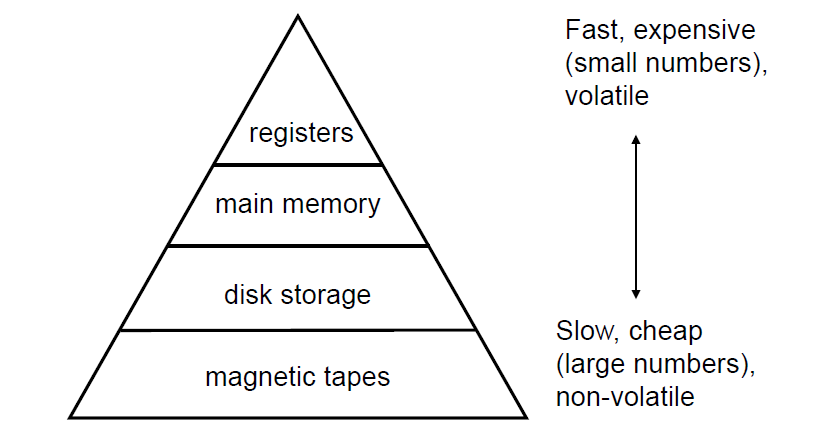 Fast, expensive
(small numbers),
volatile
registers
main memory
disk storage
magnetic tapes
Slow, cheap
(large numbers),
non-volatile